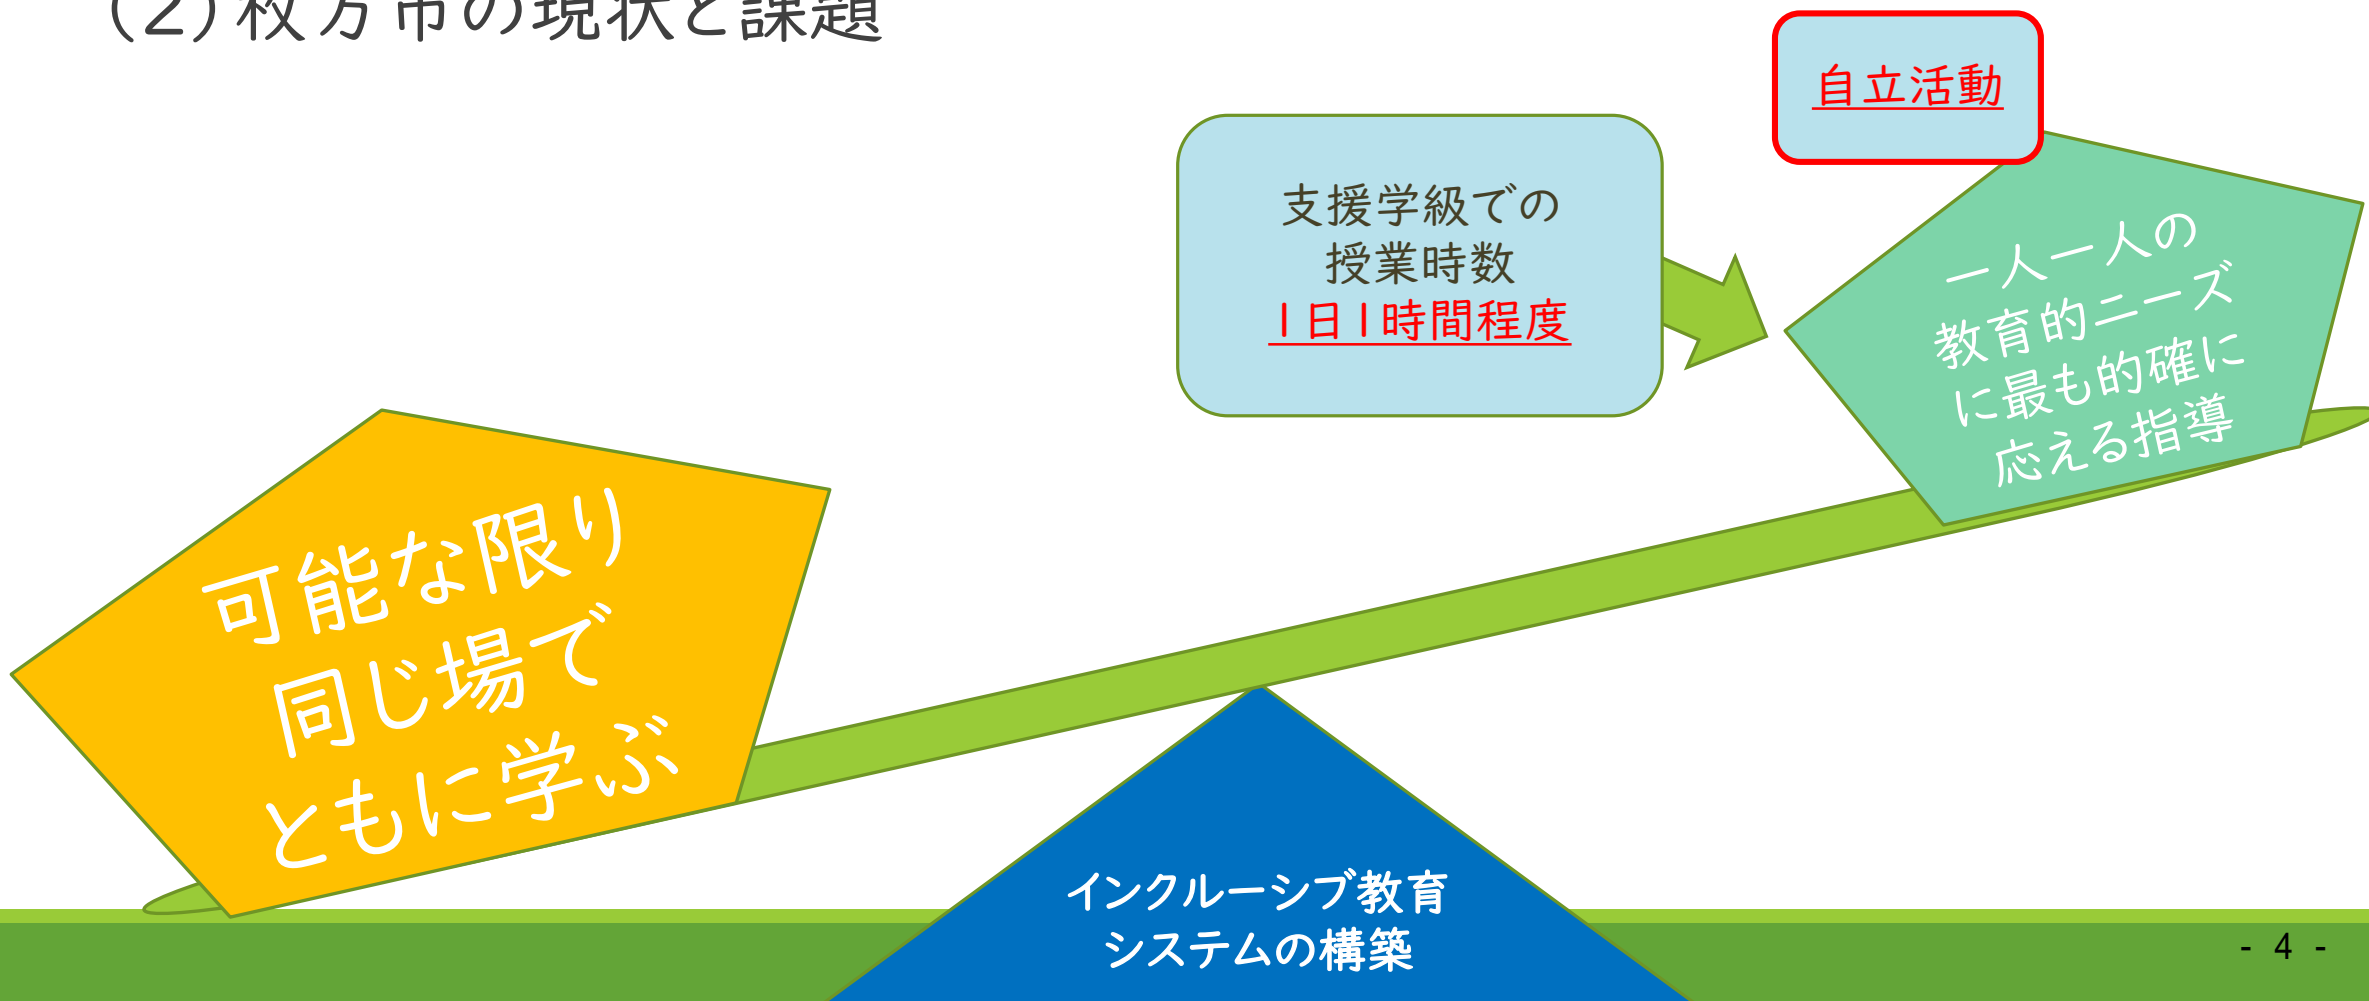 (2)枚方市の現状と課題
自立活動
支援学級での
授業時数
1日1時間程度
一人一人の
教育的ニーズ
に最も的確に
応える指導
可能な限り
同じ場で
ともに学ぶ
インクルーシブ教育
システムの構築
- 4 -